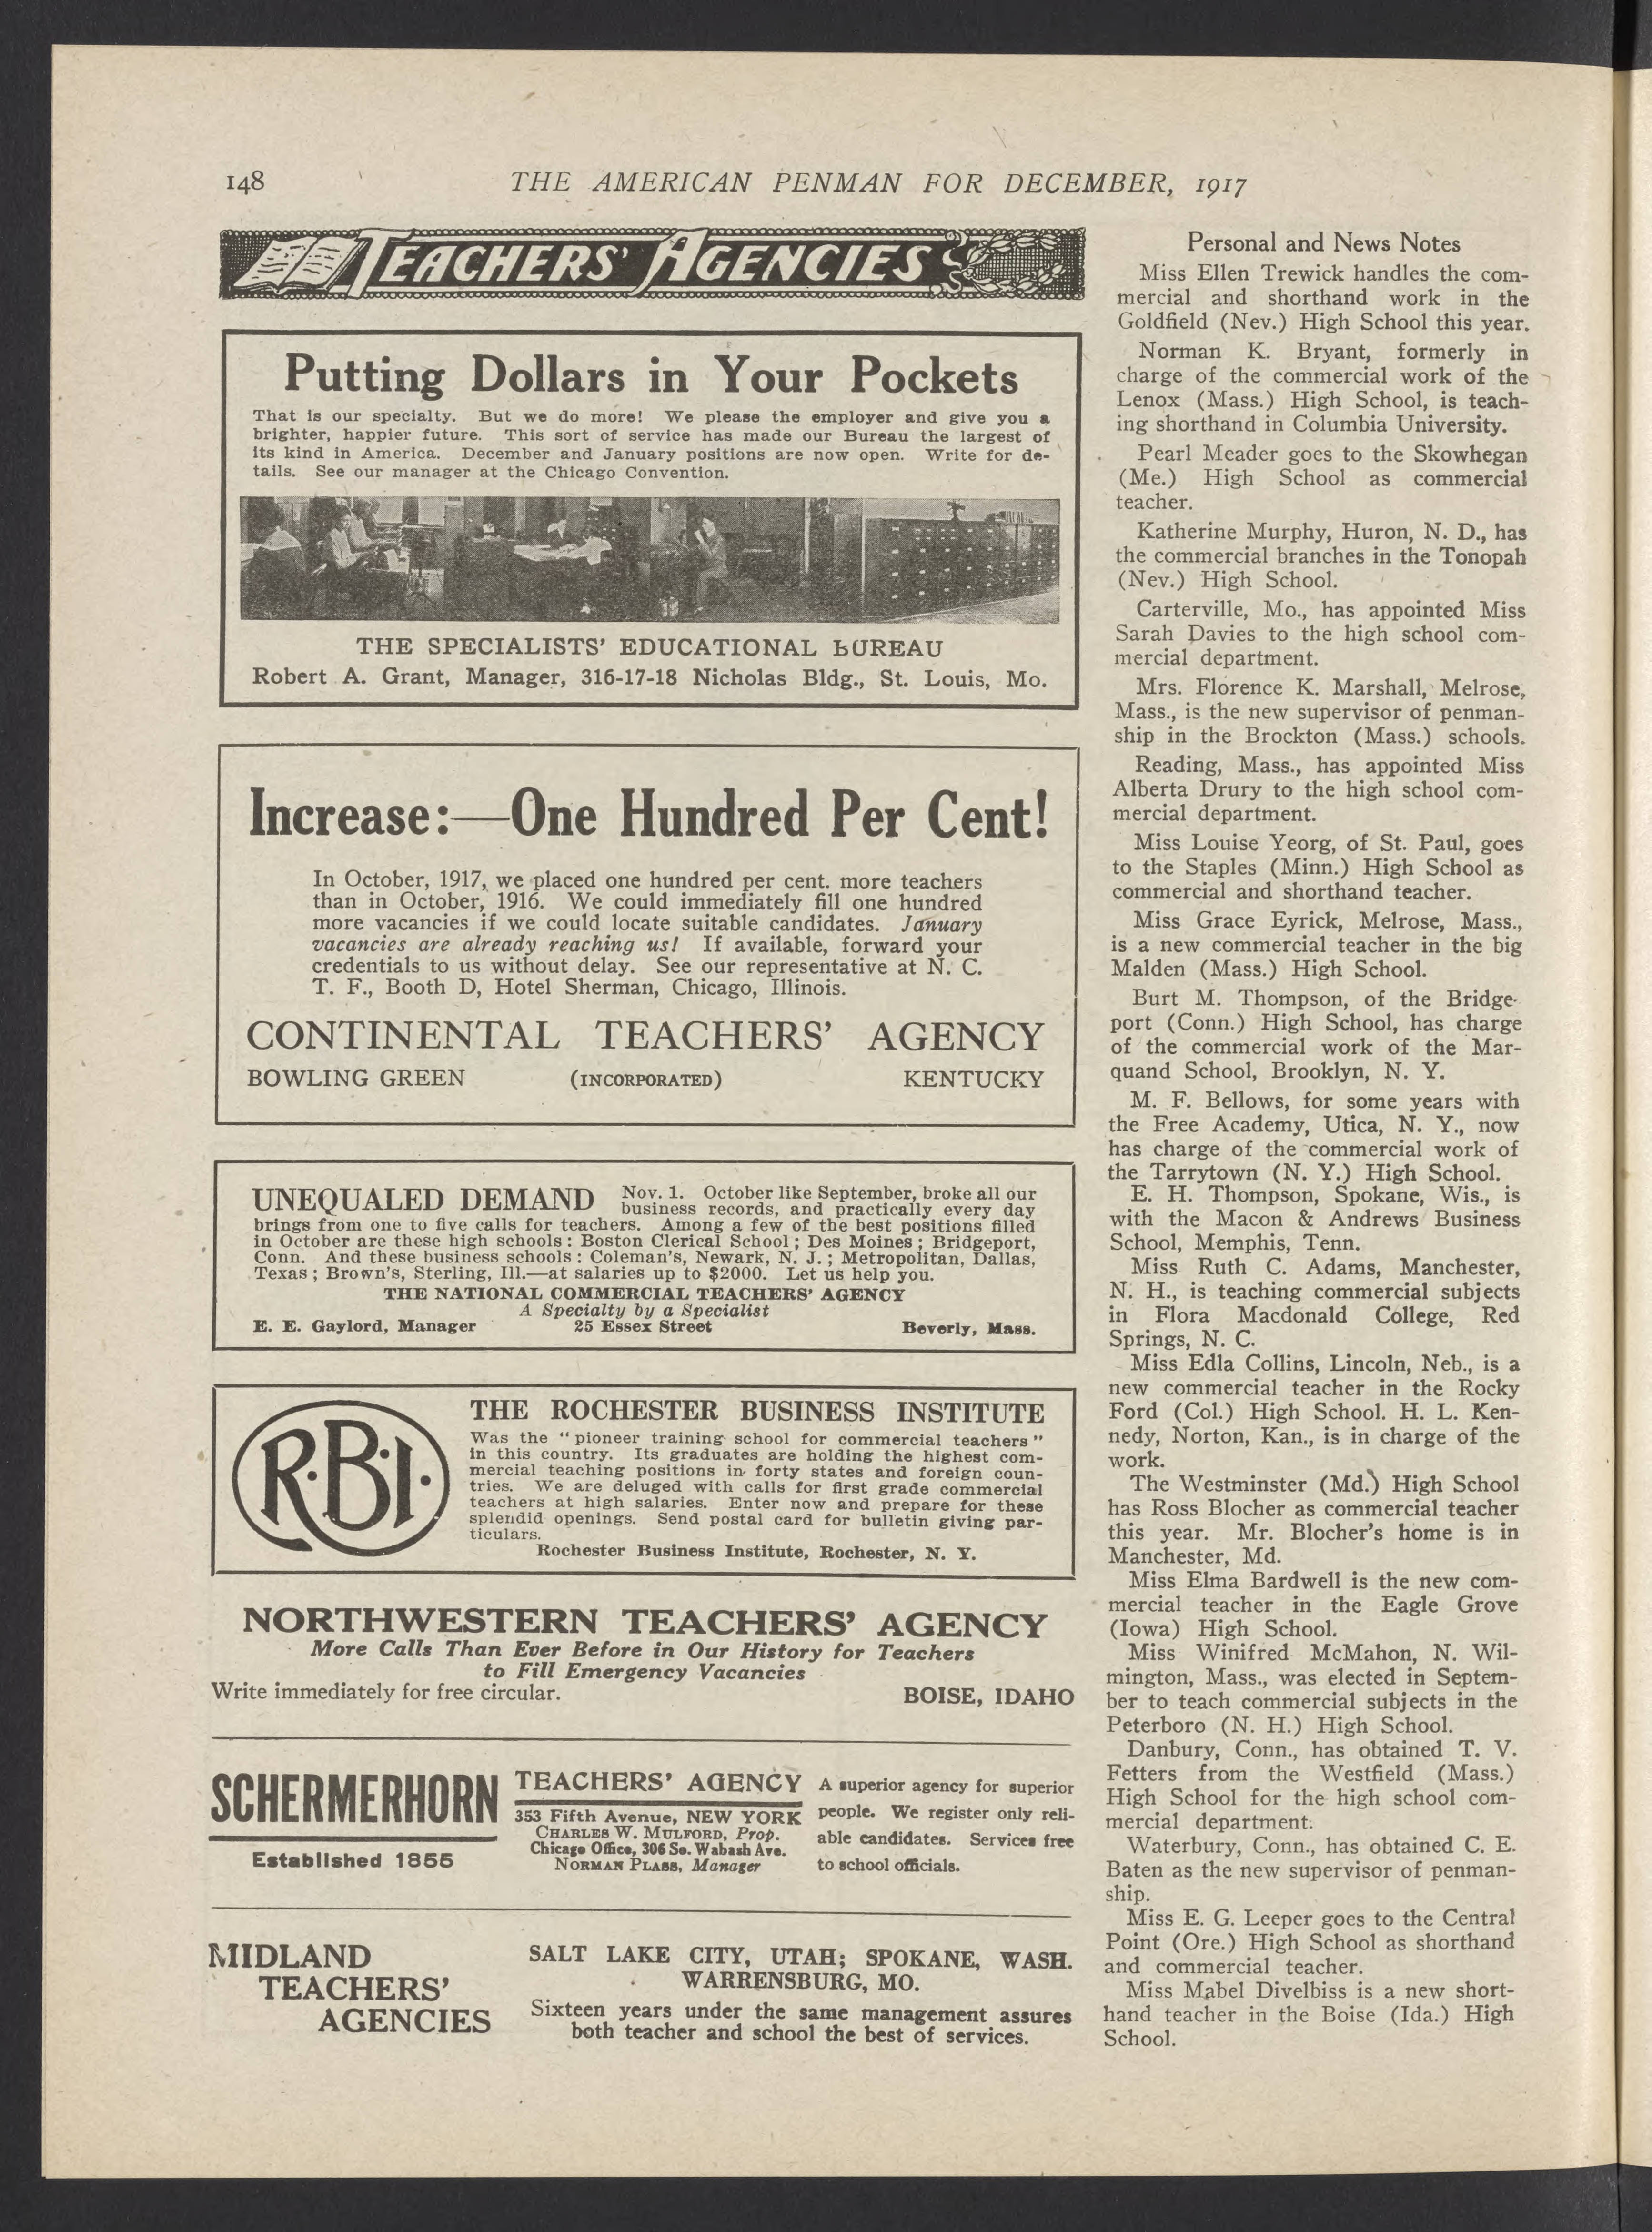 148
THE AMERICAN PENMAN FOR DECEMBER, 1917
TEACHERS' AGENCIES
Putting Dollars in Your Pockets
That is our specialty. But we do more! We please the employer and give you a
brighter, happier future. This sort of service has made our Bureau the largest of
its kind in America. December and January positions are now open. Write for de-
tails. See our manager at the Chicago Convention.
THE SPECIALISTS' EDUCATIONAL BUREAU
Robert A. Grant, Manager, 316-17-18 Nicholas Bldg., St. Louis, Mo.
Increase:—One Hundred Per Cent!
In October, 1917, we placed one hundred per cent. more teachers
than in October, 1916. We could immediately fill one hundred
more vacancies if we could locate suitable candidates. January
vacancies are already reaching us! If available, forward your
credentials to us without delay. See our representative at N. C.
T. F., Booth D, Hotel Sherman, Chicago, Illinois.
CONTINENTAL TEACHERS' AGENCY
BOWLING GREEN (INCORPORATED) KENTUCKY
UNEQUALED DEMAND Nov. 1. October like September, broke all our
business records, and practically every day
brings from one to five calls for teachers. Among a few of the best positions filled
in October are these high schools: Boston Clerical School; Des Moines; Bridgeport,
Conn. And these business schools: Coleman's, Newark, N. J.; Metropolitan, Dallas,
Texas; Brown's, Sterling, Ill.—at salaries up to $2000. Let us help you.
THE NATIONAL COMMERCIAL TEACHERS' AGENCY
A Specialty by a Specialist
E. E. Gaylord, Manager 25 Essex Street Beverly, Mass.
R·B·I·
THE ROCHESTER BUSINESS INSTITUTE
Was the "pioneer training school for commercial teachers"
in this country. Its graduates are holding the highest com-
mercial teaching positions in forty states and foreign coun-
tries. We are deluged with calls for first grade commercial
teachers at high salaries. Enter now and prepare for these
splendid openings. Send postal card for bulletin giving par-
ticulars.
Rochester Business Institute, Rochester, N. Y.
NORTHWESTERN TEACHERS' AGENCY
More Calls Than Ever Before in Our History for Teachers
to Fill Emergency Vacancies
Write immediately for free circular. BOISE, IDAHO
SCHERMERHORN
Established 1855
TEACHERS' AGENCY
353 Fifth Avenue, NEW YORK
CHARLES W. MULFORD, Prop.
Chicago Office, 306 So. Wabash Ave.
NORMAN PLASS, Manager
A superior agency for superior
people. We register only reli-
able candidates. Services free
to school officials.
MIDLAND
TEACHERS'
AGENCIES
SALT LAKE CITY, UTAH; SPOKANE, WASH.
WARRENSBURG, MO.
Sixteen years under the same management assures
both teacher and school the best of services.
Personal and News Notes
Miss Ellen Trewick handles the com-
mercial and shorthand work in the
Goldfield (Nev.) High School this year.
Norman K. Bryant, formerly in
charge of the commercial work of the
Lenox (Mass.) High School, is teach-
ing shorthand in Columbia University.
Pearl Meader goes to the Skowhegan
(Me.) High School as commercial
teacher.
Katherine Murphy, Huron, N. D., has
the commercial branches in the Tonopah
(Nev.) High School.
Carterville, Mo., has appointed Miss
Sarah Davies to the high school com-
mercial department.
Mrs. Florence K. Marshall, Melrose,
Mass., is the new supervisor of penman-
ship in the Brockton (Mass.) schools.
Reading, Mass., has appointed Miss
Alberta Drury to the high school com-
mercial department.
Miss Louise Yeorg, of St. Paul, goes
to the Staples (Minn.) High School as
commercial and shorthand teacher.
Miss Grace Eyrick, Melrose, Mass.,
is a new commercial teacher in the big
Malden (Mass.) High School.
Burt M. Thompson, of the Bridge-
port (Conn.) High School, has charge
of the commercial work of the Mar-
quand School, Brooklyn, N. Y.
M. F. Bellows, for some years with
the Free Academy, Utica, N. Y., now
has charge of the commercial work of
the Tarrytown (N. Y.) High School.
E. H. Thompson, Spokane, Wis., is
with the Macon & Andrews Business
School, Memphis, Tenn.
Miss Ruth C. Adams, Manchester,
N. H., is teaching commercial subjects
in Flora Macdonald College, Red
Springs, N. C.
Miss Edla Collins, Lincoln, Neb., is a
new commercial teacher in the Rocky
Ford (Col.) High School. H. L. Ken-
nedy, Norton, Kan., is in charge of the
work.
The Westminster (Md.) High School
has Ross Blocher as commercial teacher
this year. Mr. Blocher's home is in
Manchester, Md.
Miss Elma Bardwell is the new com-
mercial teacher in the Eagle Grove
(Iowa) High School.
Miss Winifred McMahon, N. Wil-
mington, Mass., was elected in Septem-
ber to teach commercial subjects in the
Peterboro (N. H.) High School.
Danbury, Conn., has obtained T. V.
Fetters from the Westfield (Mass.)
High School for the high school com-
mercial department.
Waterbury, Conn., has obtained C. E.
Baten as the new supervisor of penman-
ship.
Miss E. G. Leeper goes to the Central
Point (Ore.) High School as shorthand
and commercial teacher.
Miss Mabel Divelbiss is a new short-
hand teacher in the Boise (Ida.) High
School.